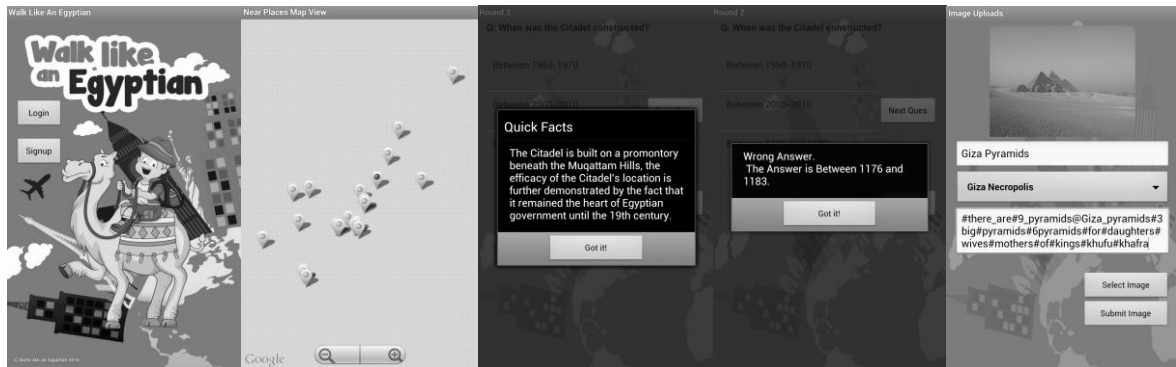 Walk Like An Egyptian
Walk like
an Egyptian
Login
Signup
Near Places Map View
Google
Round 2
Q: When was the Citadel constructed?
Between 1950-1970
Between 2000-2010
Quick Facts
The Citadel is built on a promontory
beneath the Muqattam Hills, the
efficacy of the Citadel's location is
further demonstrated by the fact that
it remained the heart of Egyptian
government until the 19th century.
Got it!
Round 2
Q: When was the Citadel constructed?
Between 1950-1970
Between 2000-2010
Next Ques
Wrong Answer.
The Answer is Between 1176 and
1183.
Got it!
Image Uploads
Giza Pyramids
Giza Necropolis
#there_are#9_pyramids@Giza_pyramids#3
big#pyramids#6pyramids#for#daughters#
wives#mothers#of#kings#khufu#khafra
Select Image
Submit Image